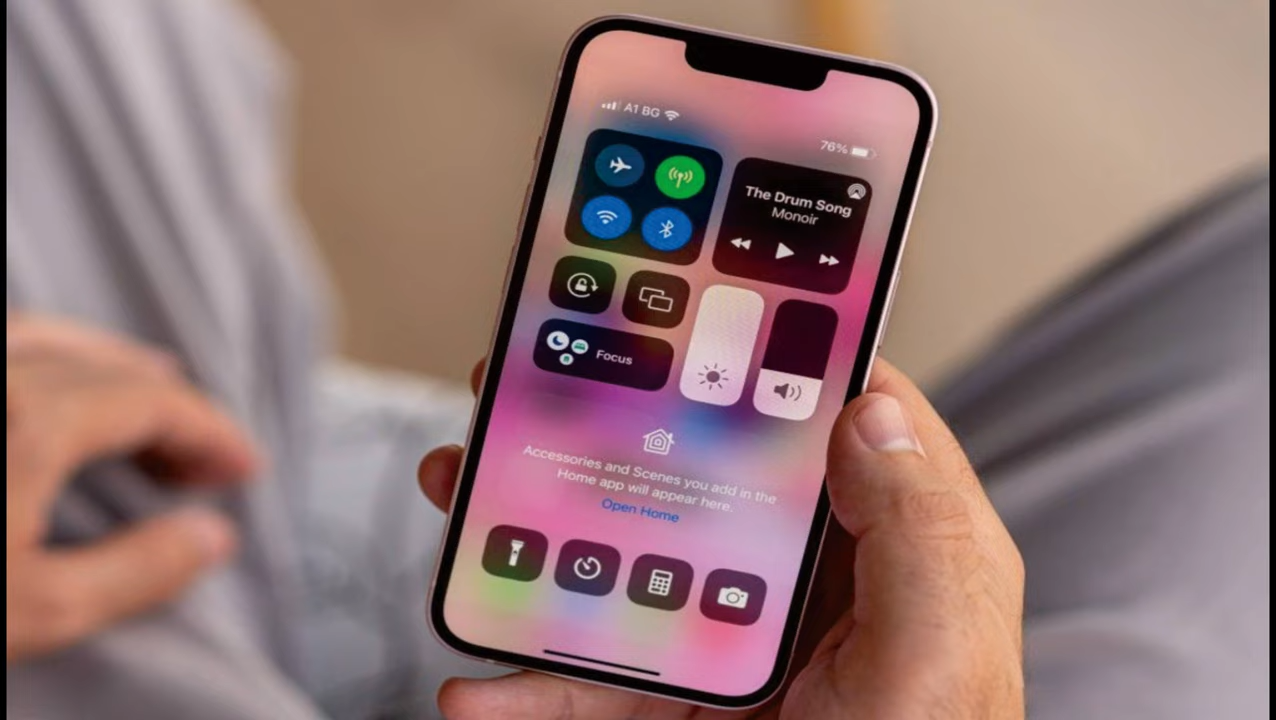 A1 BG
76%
The Drum Song
Monoir
Focus
Accessories and Scenes you add in the
Home app will appear here.
Open Home